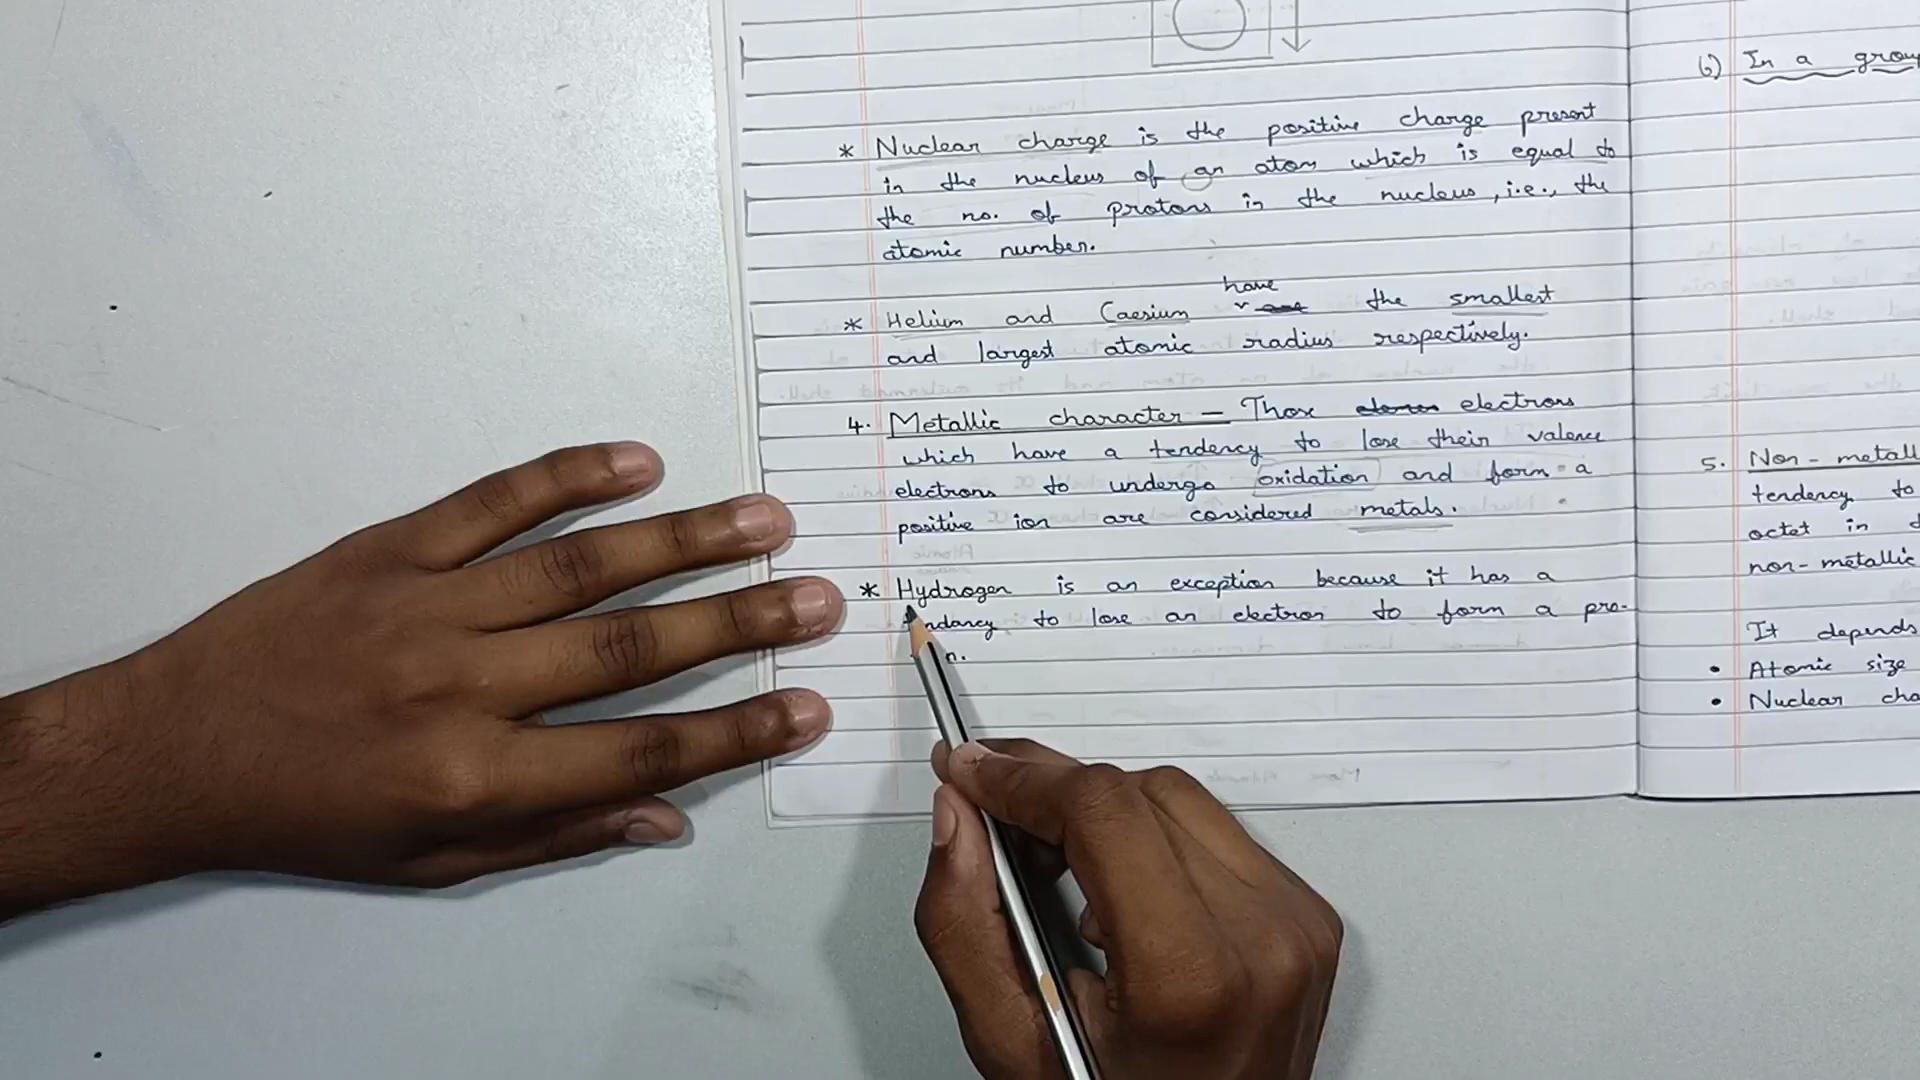 * Nuclear charge is the positive charge present
in the nucleus of an atom which is equal to
the no. of protons in the nucleus, i.e., the
atomic number.
have
* Helium and Caesium the smallest
and largest atomic radius respectively.
4. Metallic character - Those electrons
which have a tendency to lose their valence
electrons to undergo oxidation and form a
positive ion are considered metals.
* Hydrogen is an exception because it has a
to lose an electron to form a pro-
6) In a
5. Non-metall
tendency to
octet in
non-metallic
It depends
• Atomic size
• Nuclear cha